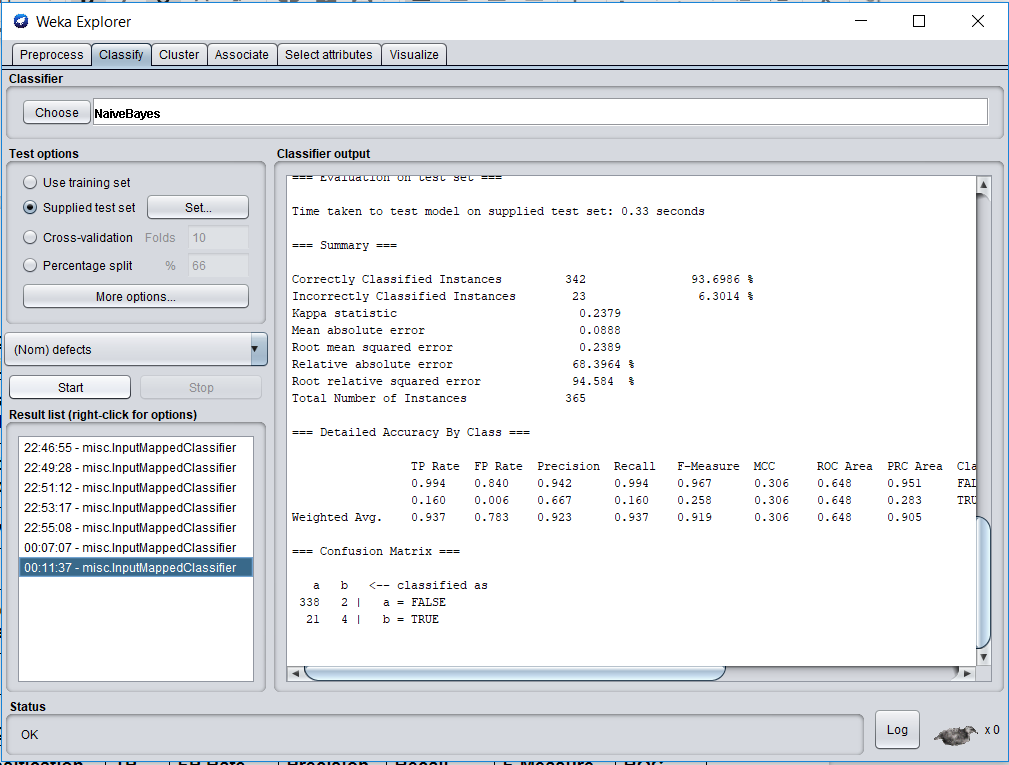 Weka Explorer
Preprocess Classify Cluster Associate Select attributes Visualize
Classifier
Choose NaiveBayes
Test options
Use training set
Supplied test set Set...
Cross-validation Folds 10
Percentage split % 66
More options...
(Nom) defects
Start Stop
Result list (right-click for options)
22:46:55 - misc.InputMappedClassifier
22:49:28 - misc.InputMappedClassifier
22:51:12 - misc.InputMappedClassifier
22:53:17 - misc.InputMappedClassifier
22:55:08 - misc.InputMappedClassifier
00:07:07 - misc.InputMappedClassifier
00:11:37 - misc.InputMappedClassifier
Classifier output
=== Evaluation on test set ===
Time taken to test model on supplied test set: 0.33 seconds
=== Summary ===
Correctly Classified Instances 342 93.6986 %
Incorrectly Classified Instances 23 6.3014 %
Kappa statistic 0.2379
Mean absolute error 0.0888
Root mean squared error 0.2389
Relative absolute error 68.3964 %
Root relative squared error 94.584 %
Total Number of Instances 365
=== Detailed Accuracy By Class ===
TP Rate FP Rate Precision Recall F-Measure MCC ROC Area PRC Area Cla
0.994 0.840 0.942 0.994 0.967 0.306 0.648 0.951 FAL
0.160 0.006 0.667 0.160 0.258 0.306 0.648 0.283 TRU
Weighted Avg. 0.937 0.783 0.923 0.937 0.919 0.306 0.648 0.905
=== Confusion Matrix ===
a b <-- classified as
338 2 | a = FALSE
21 4 | b = TRUE
Status
OK
Log x 0